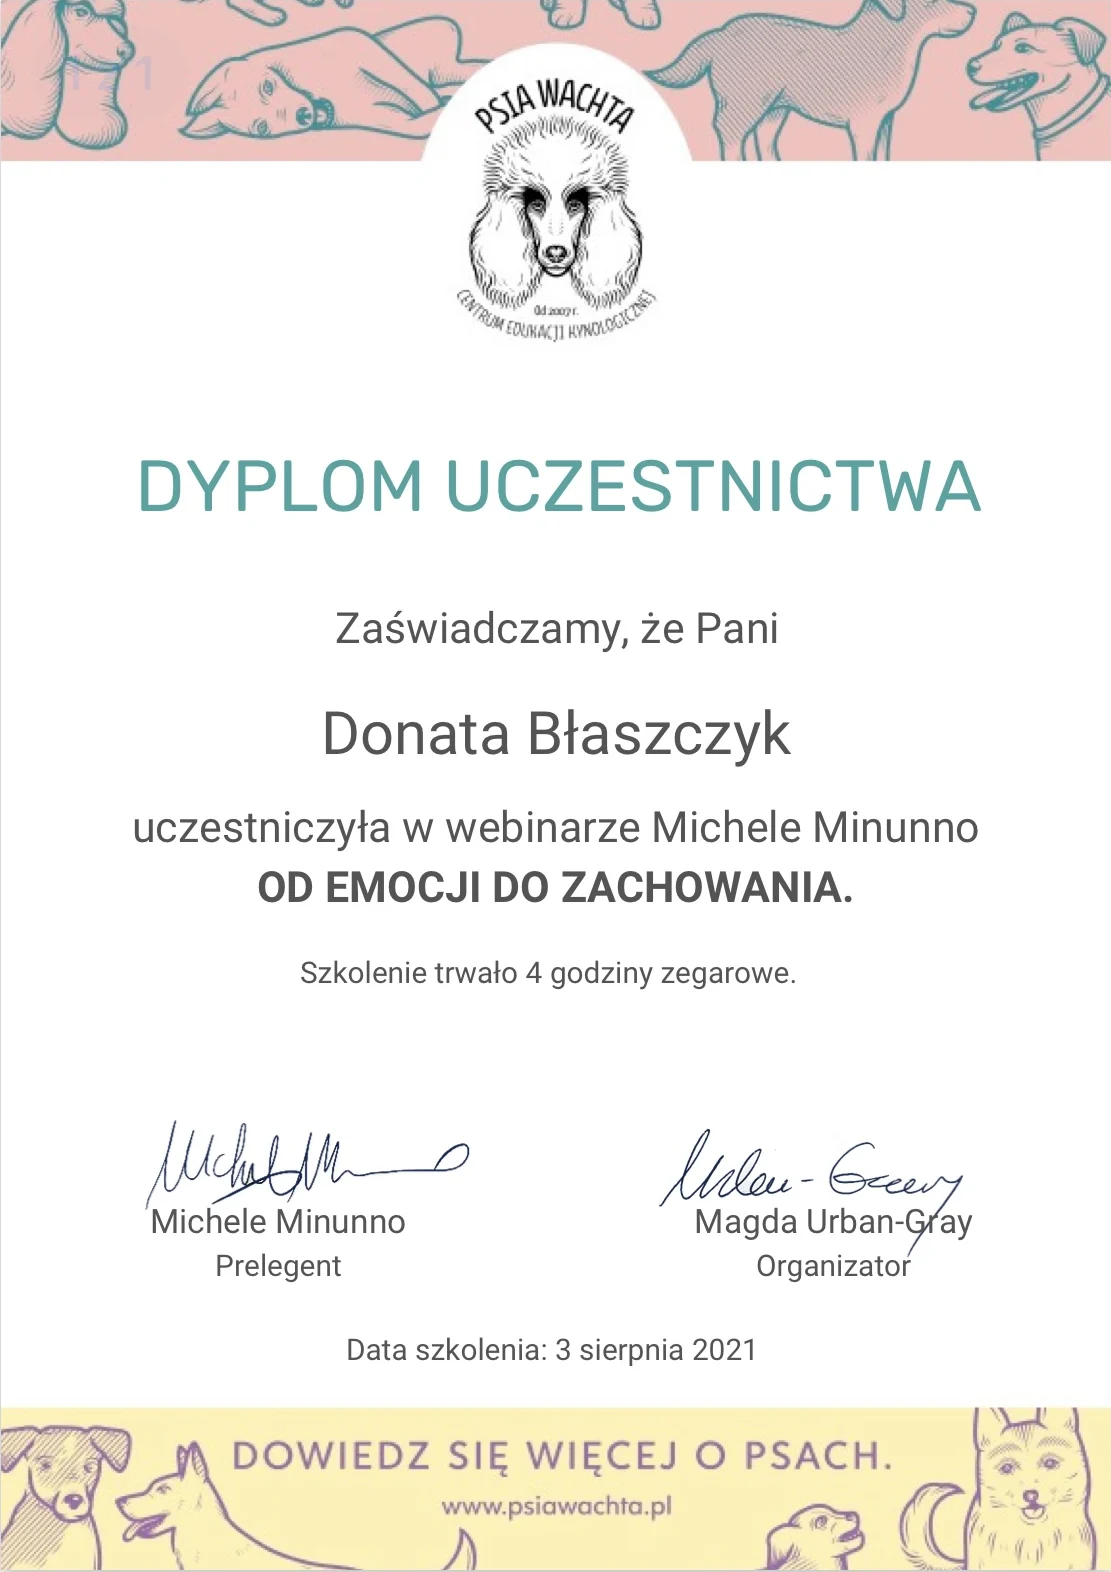 121
PSIA WACHTA
Od 2007 r.
CENTRUM EDUKACJI KYNOLOGICZNEJ
DYPLOM UCZESTNICTWA
Zaświadczamy, że Pani
Donata Błaszczyk
uczestniczyła w webinarze Michele Minunno
OD EMOCJI DO ZACHOWANIA.
Szkolenie trwało 4 godziny zegarowe.
Michele Minunno
Prelegent
Magda Urban-Gray
Organizator
Data szkolenia: 3 sierpnia 2021
DOWIEDZ SIĘ WIĘCEJ O PSACH.
www.psiawachta.pl